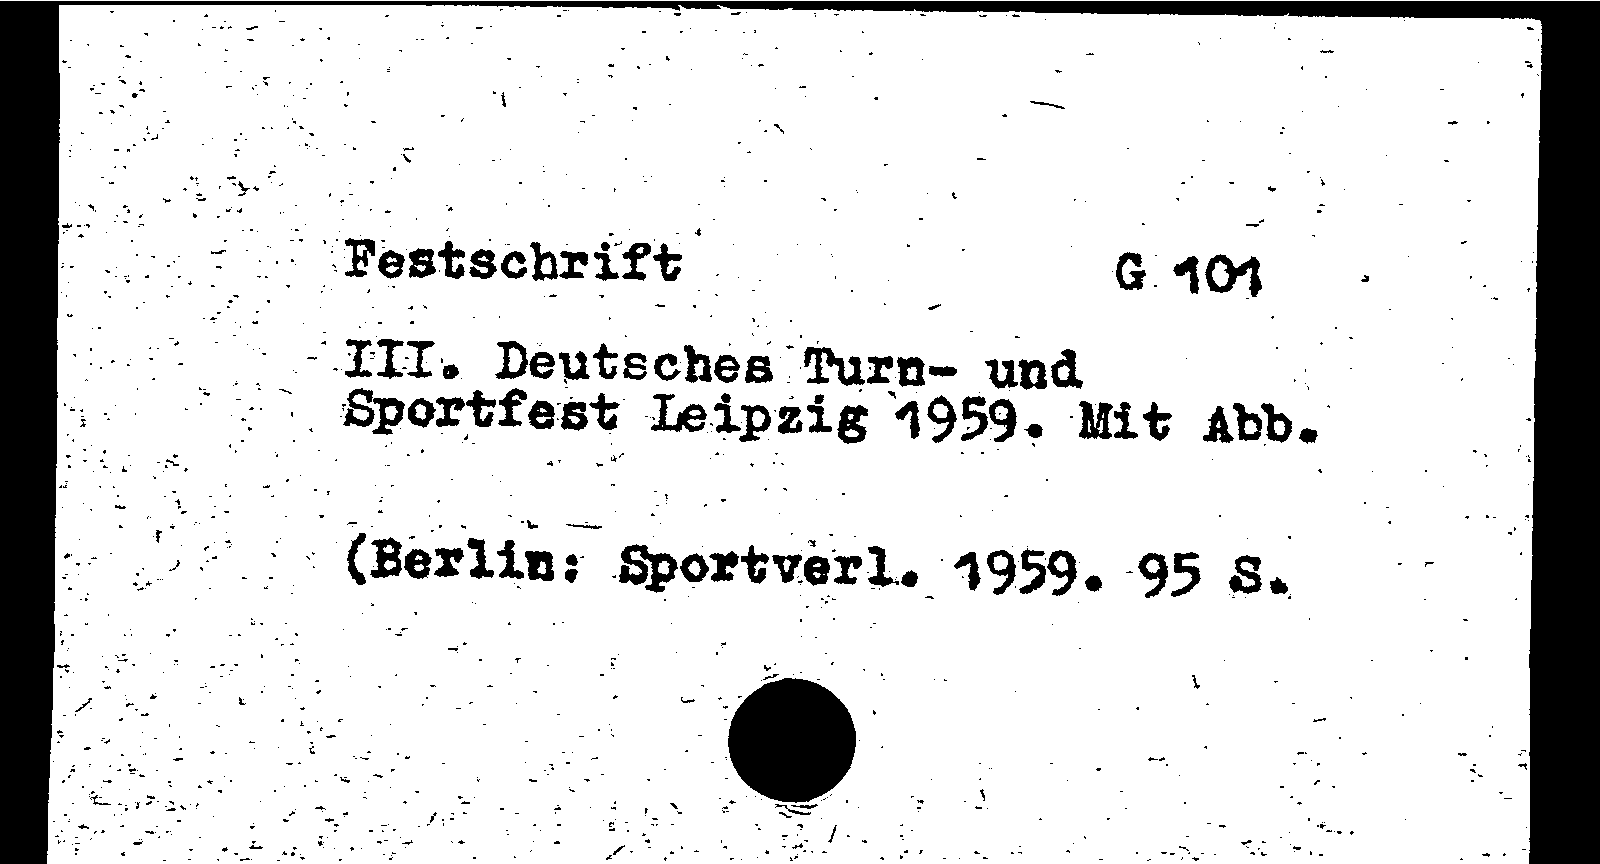 Festschrift G 101
III. Deutsches Turn- und
Sportfest Leipzig 1959. Mit Abb.
(Berlin: Sportverl. 1959. 95 S.